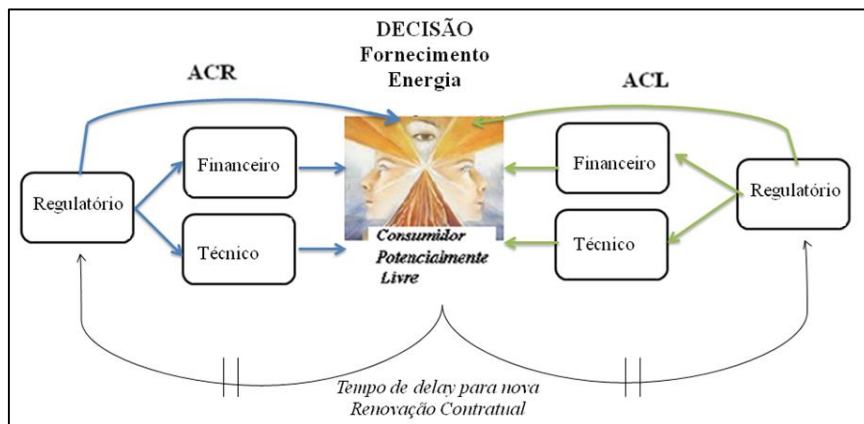 DECISÃO
Fornecimento
Energia
ACR
ACL
Regulatório
Financeiro
Técnico
Consumidor
Potencialmente
Livre
Financeiro
Técnico
Regulatório
Tempo de delay para nova
Renovação Contratual